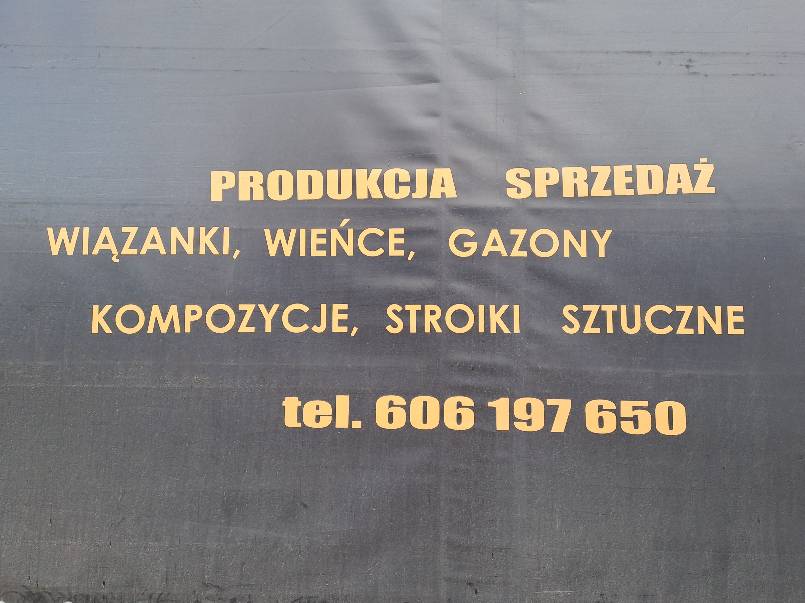 PRODUKCJA SPRZEDAŻ
WIĄZANKI, WIEŃCE, GAZONY
KOMPOZYCJE, STROIKI SZTUCZNE
tel. 606 197 650